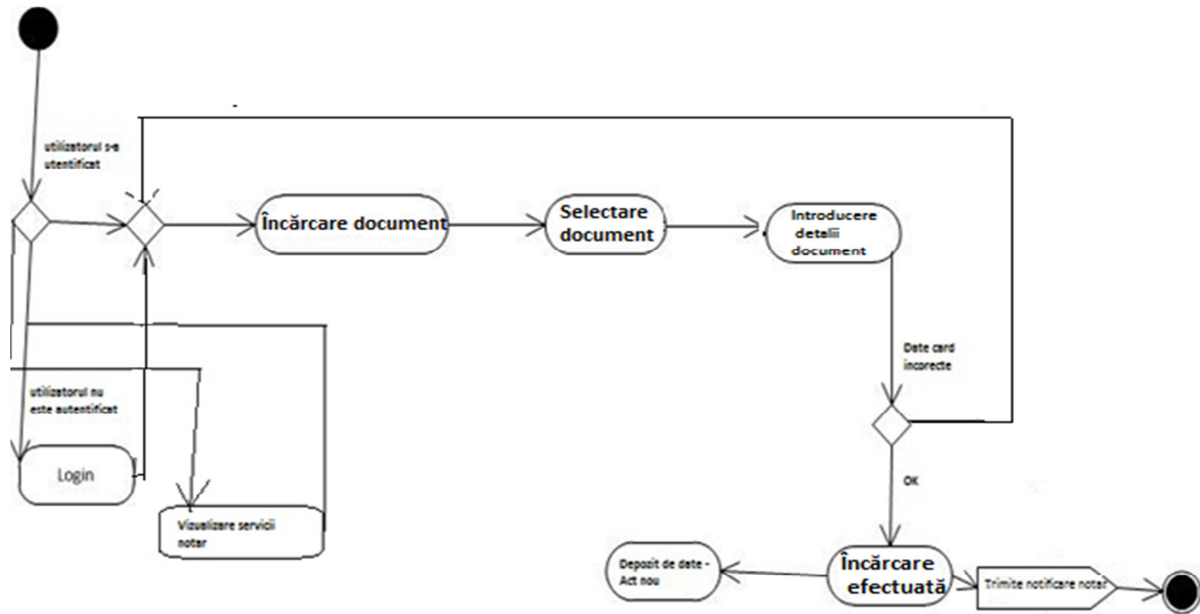 utilizatorul s-a
utentificat
Încărcare document
Selectare
document
Introducere
detalii
document
Date card
incorecte
utilizatorul nu
este autentificat
Login
OK
Vizualizare servicii
notar
Depozit de date -
Act nou
Încărcare
efectuată
Trimite notificare notar